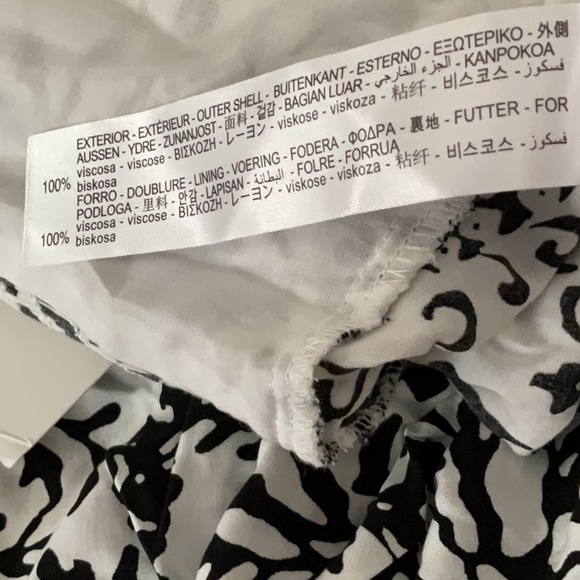 EXTERIOR - EXTÉRIEUR - OUTER SHELL - BUITENKANT - ESTERNO - ΕΞΩΤΕΡΙΚΟ - 外側
AUSSEN - YDRE - ZUNANJOST - 面料 - 겉감 - BAGIAN LUAR - الجزء الخارجي - KANPOKOA
viscosa - viscose - ΒΙΣΚΟΖΗ - レーヨン - viskose - viskoza - 粘纤 - 비스코스 - فسكوز -
100% biskosa
FORRO - DOUBLURE - LINING - VOERING - FODERA - ΦΟΔΡΑ - 裏地 - FUTTER - FOR
PODLOGA - 里料 - 안감 - LAPISAN - البطانة - FOLRE - FORRUA
viscosa - viscose - ΒΙΣΚΟΖΗ - レーヨン - viskose - viskoza - 粘纤 - 비스코스 - فسكوز -
100% biskosa